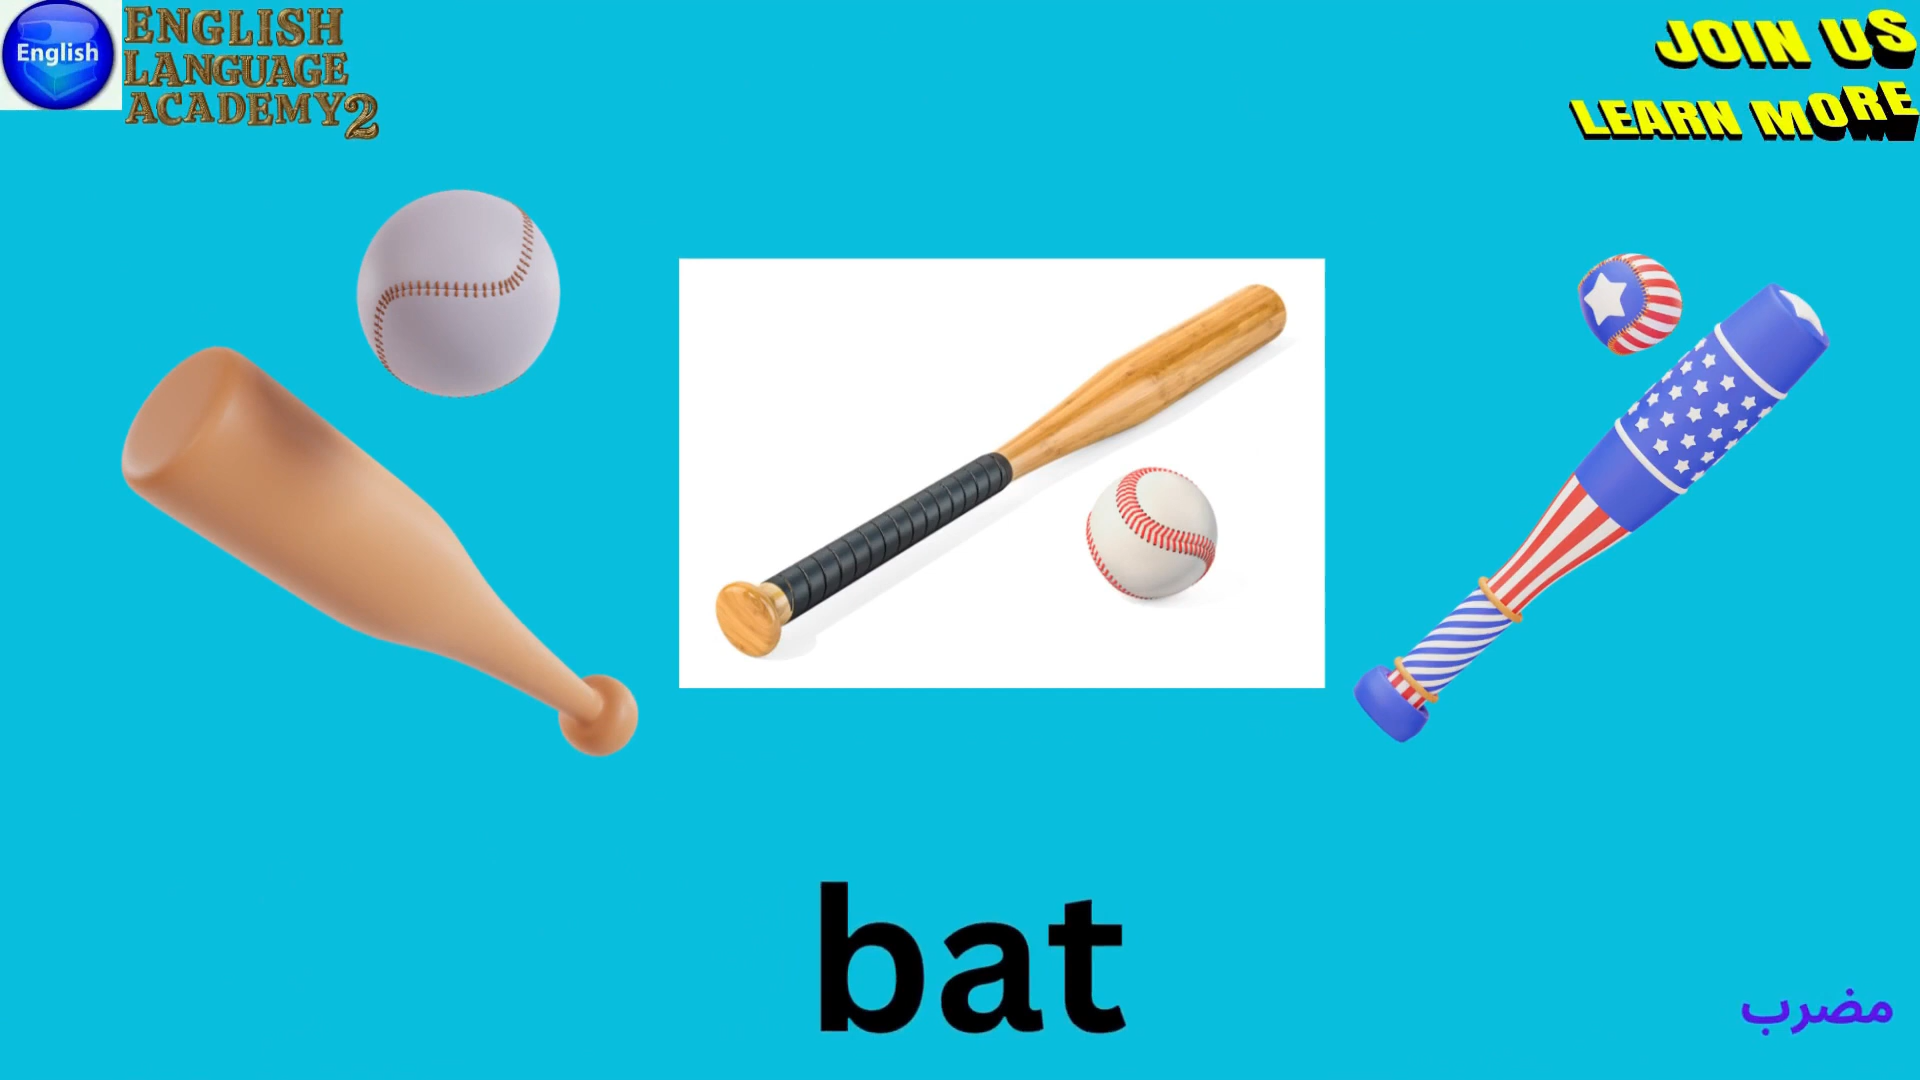 English
ENGLISH
LANGUAGE
ACADEMY2
JOIN US
LEARN MORE
bat
مضرب